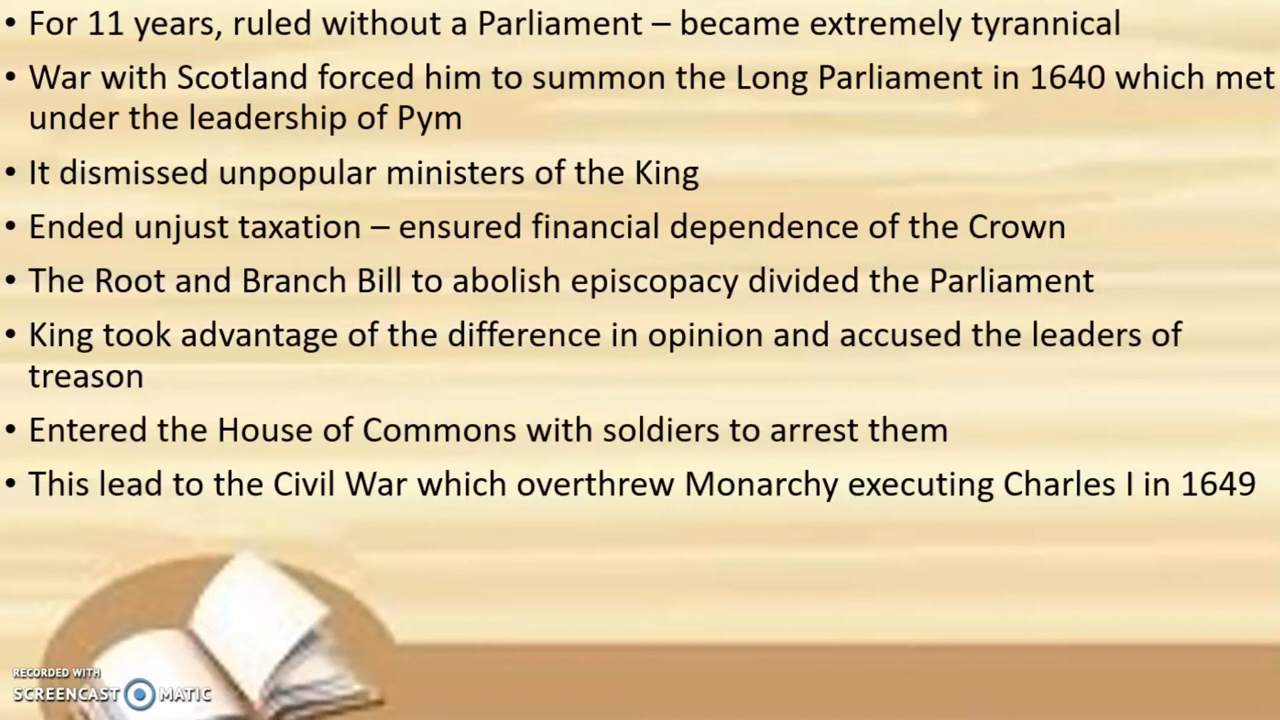 • For 11 years, ruled without a Parliament – became extremely tyrannical
• War with Scotland forced him to summon the Long Parliament in 1640 which met
under the leadership of Pym
• It dismissed unpopular ministers of the King
• Ended unjust taxation – ensured financial dependence of the Crown
• The Root and Branch Bill to abolish episcopacy divided the Parliament
• King took advantage of the difference in opinion and accused the leaders of
treason
• Entered the House of Commons with soldiers to arrest them
• This lead to the Civil War which overthrew Monarchy executing Charles I in 1649
RECORDED WITH
SCREENCAST MATIC